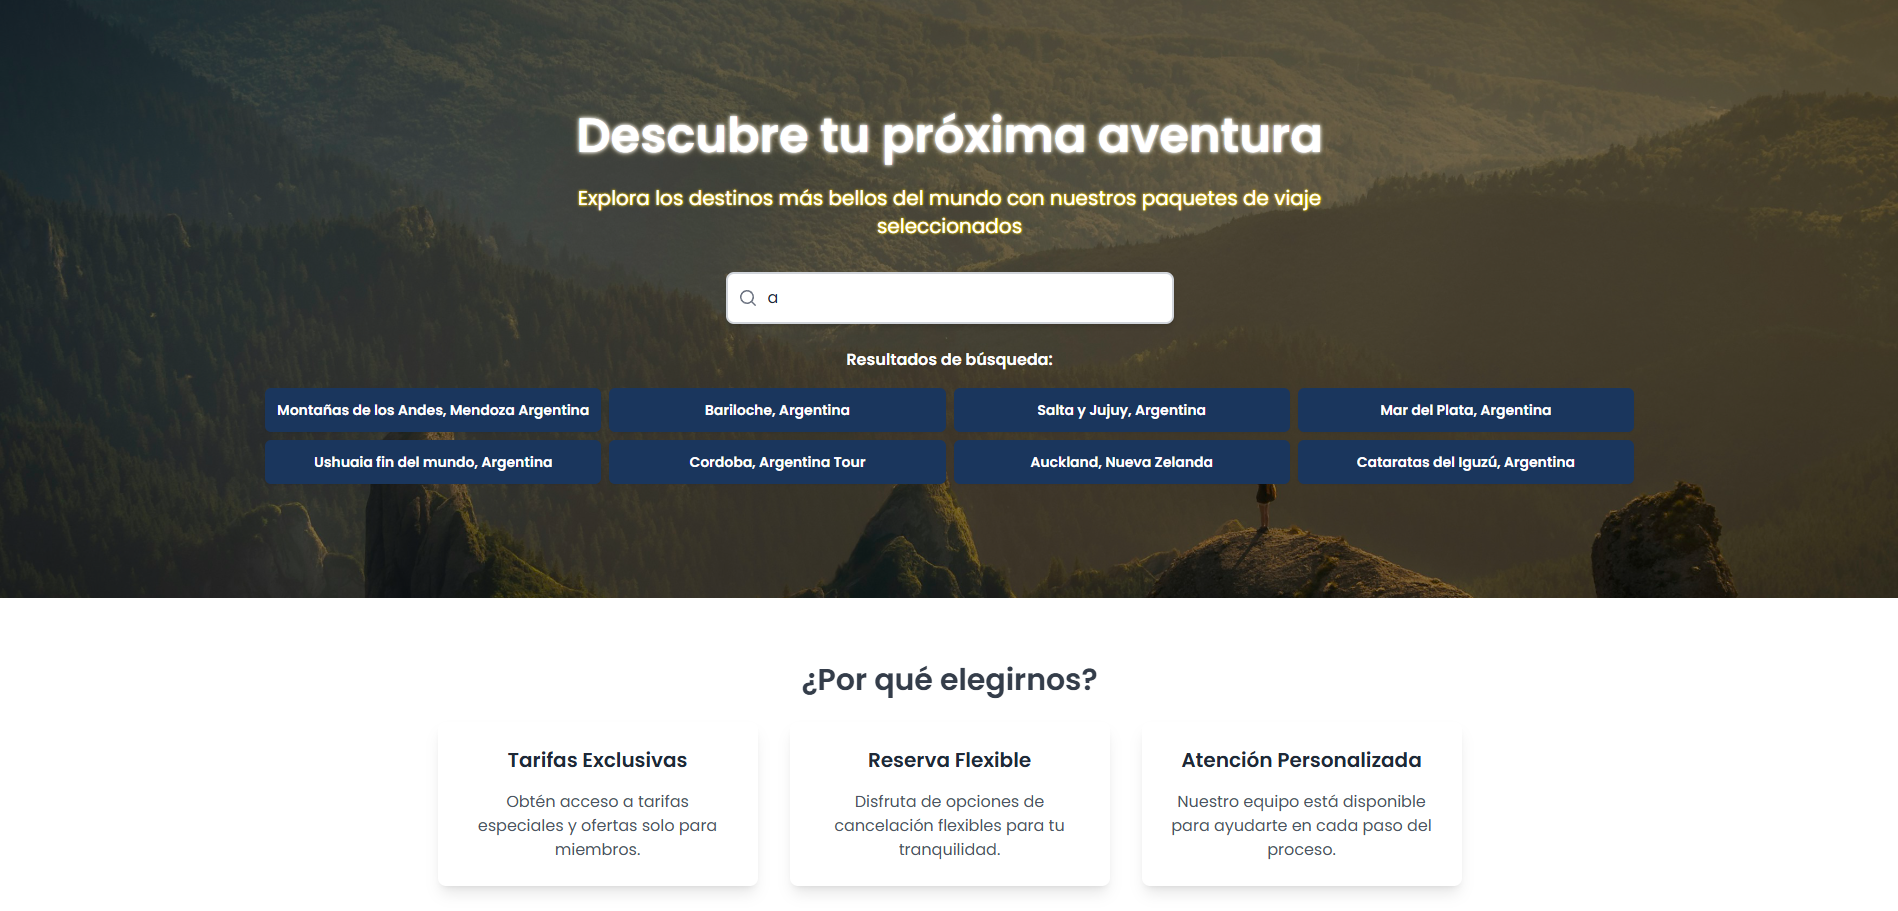 Descubre tu próxima aventura
Explora los destinos más bellos del mundo con nuestros paquetes de viaje
seleccionados
a
Resultados de búsqueda:
Montañas de los Andes, Mendoza Argentina
Bariloche, Argentina
Salta y Jujuy, Argentina
Mar del Plata, Argentina
Ushuaia fin del mundo, Argentina
Cordoba, Argentina Tour
Auckland, Nueva Zelanda
Cataratas del Iguzú, Argentina
¿Por qué elegirnos?
Tarifas Exclusivas
Obtén acceso a tarifas
especiales y ofertas solo para
miembros.
Reserva Flexible
Disfruta de opciones de
cancelación flexibles para tu
tranquilidad.
Atención Personalizada
Nuestro equipo está disponible
para ayudarte en cada paso del
proceso.